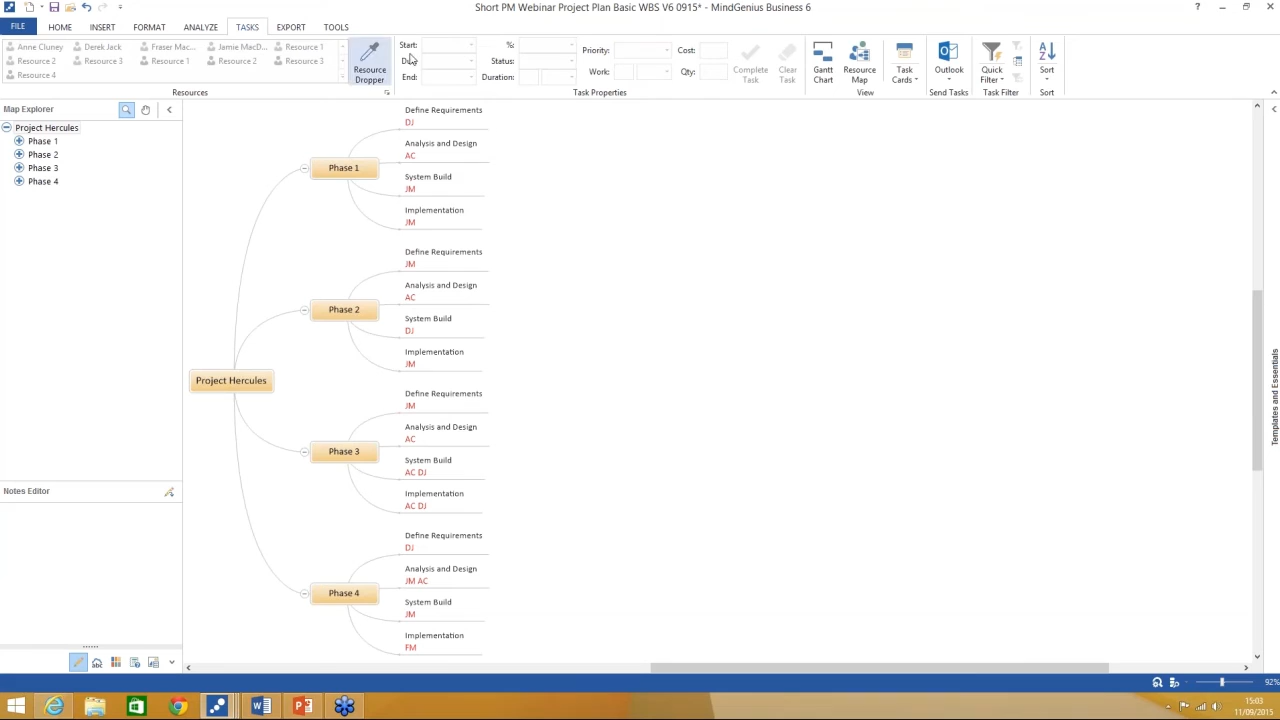 Short PM Webinar Project Plan Basic WBS V6 0915* - MindGenius Business 6
FILE HOME INSERT FORMAT ANALYZE TASKS EXPORT TOOLS
Anne Cluney Derek Jack Fraser Mac... Jamie MacD... Resource 1
Resource 2 Resource 3 Resource 1 Resource 2 Resource 3
Resource 4
Resource Dropper
Start: %: Priority: Cost:
Status:
End: Duration: Work: Qty:
Complete Task
Clear Task
Gantt Chart
Resource Map
Task Cards
Outlook
Quick Filter
Sort
Resources Task Properties View Send Tasks Task Filter Sort
Map Explorer
Project Hercules
Phase 1
Phase 2
Phase 3
Phase 4
Notes Editor
Project Hercules
Phase 1
Define Requirements
DJ
Analysis and Design
AC
System Build
JM
Implementation
JM
Phase 2
Define Requirements
JM
Analysis and Design
AC
System Build
DJ
Implementation
JM
Phase 3
Define Requirements
JM
Analysis and Design
AC
System Build
AC DJ
Implementation
AC DJ
Phase 4
Define Requirements
DJ
Analysis and Design
JM AC
System Build
JM
Implementation
FM
Templates and Essentials
92%
15:03
11/09/2015